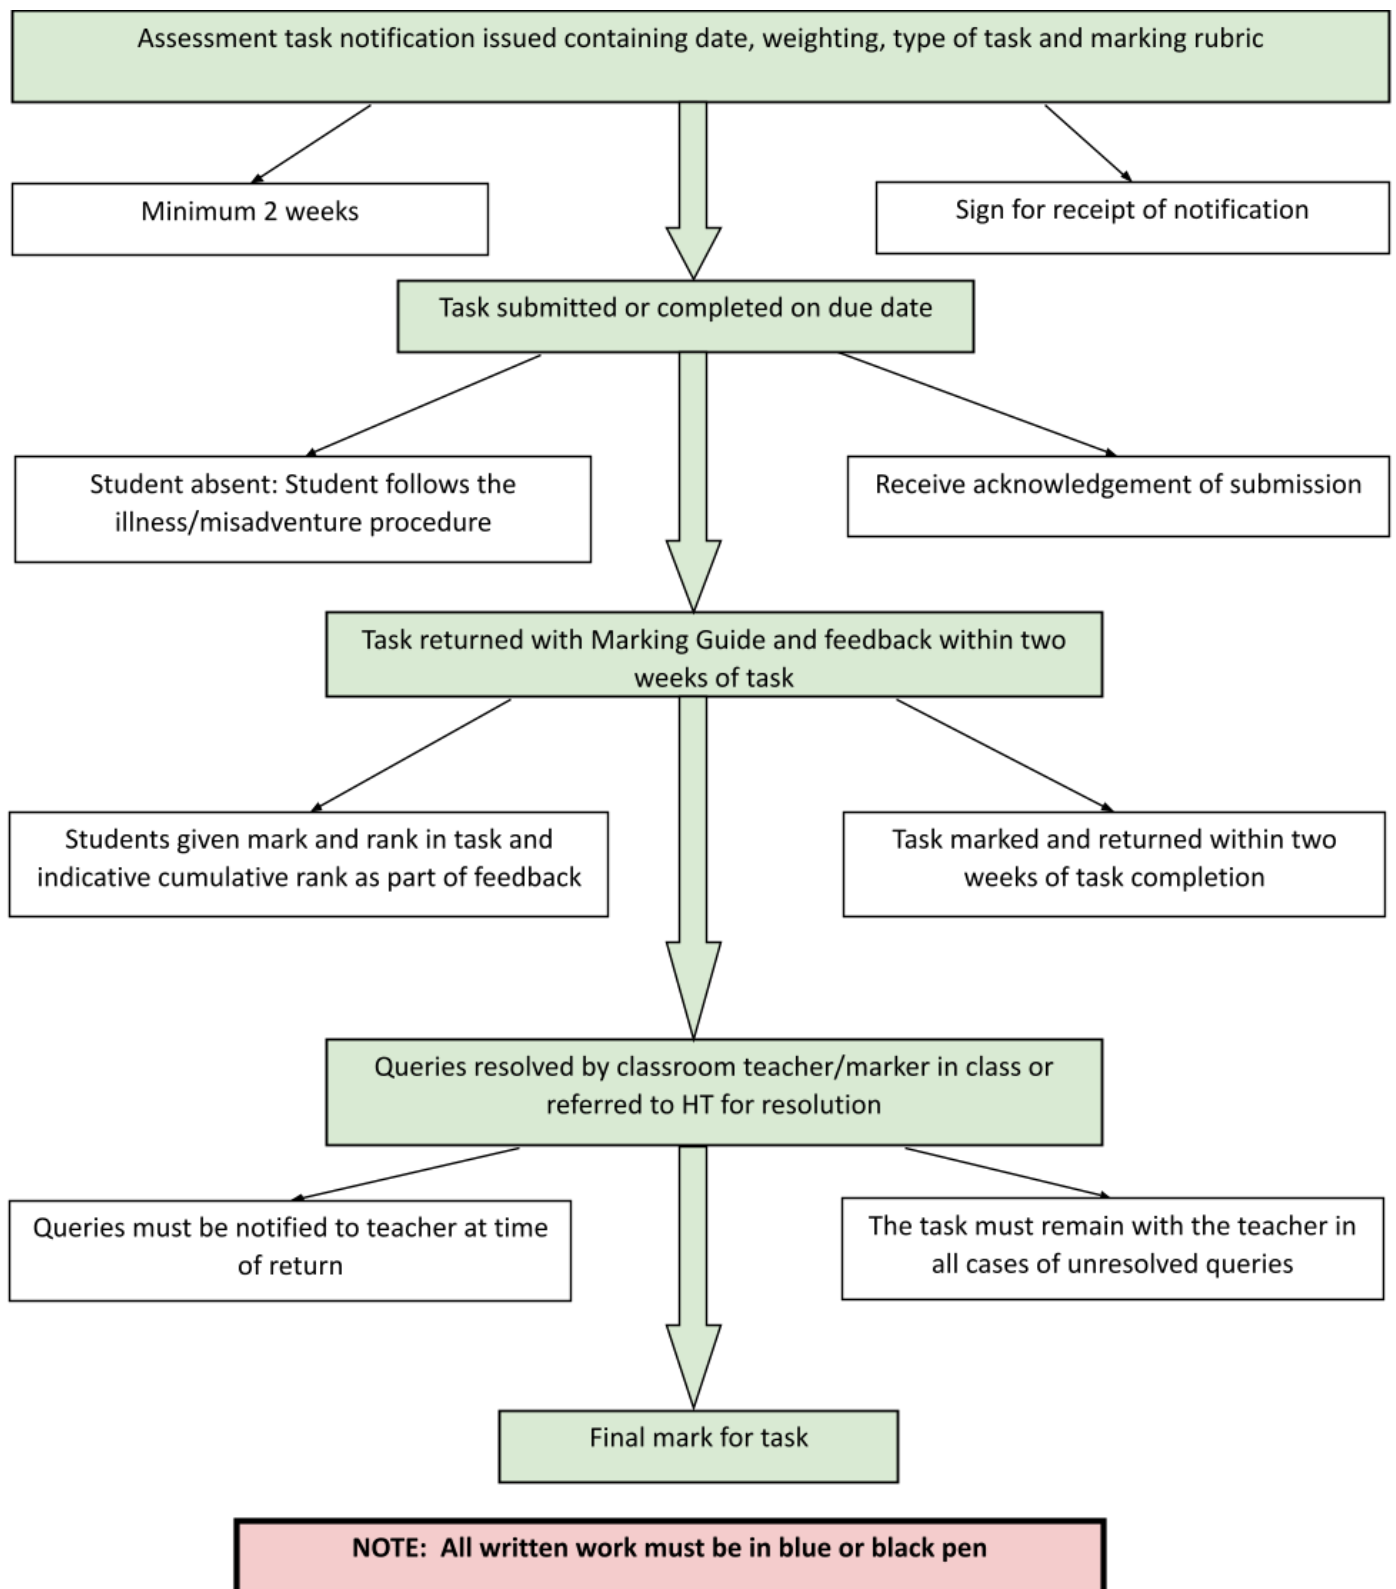 Assessment task notification issued containing date, weighting, type of task and marking rubric
Minimum 2 weeks
Sign for receipt of notification
Task submitted or completed on due date
Student absent: Student follows the
illness/misadventure procedure
Receive acknowledgement of submission
Task returned with Marking Guide and feedback within two
weeks of task
Students given mark and rank in task and
indicative cumulative rank as part of feedback
Task marked and returned within two
weeks of task completion
Queries resolved by classroom teacher/marker in class or
referred to HT for resolution
Queries must be notified to teacher at time
of return
The task must remain with the teacher in
all cases of unresolved queries
Final mark for task
NOTE:  All written work must be in blue or black pen